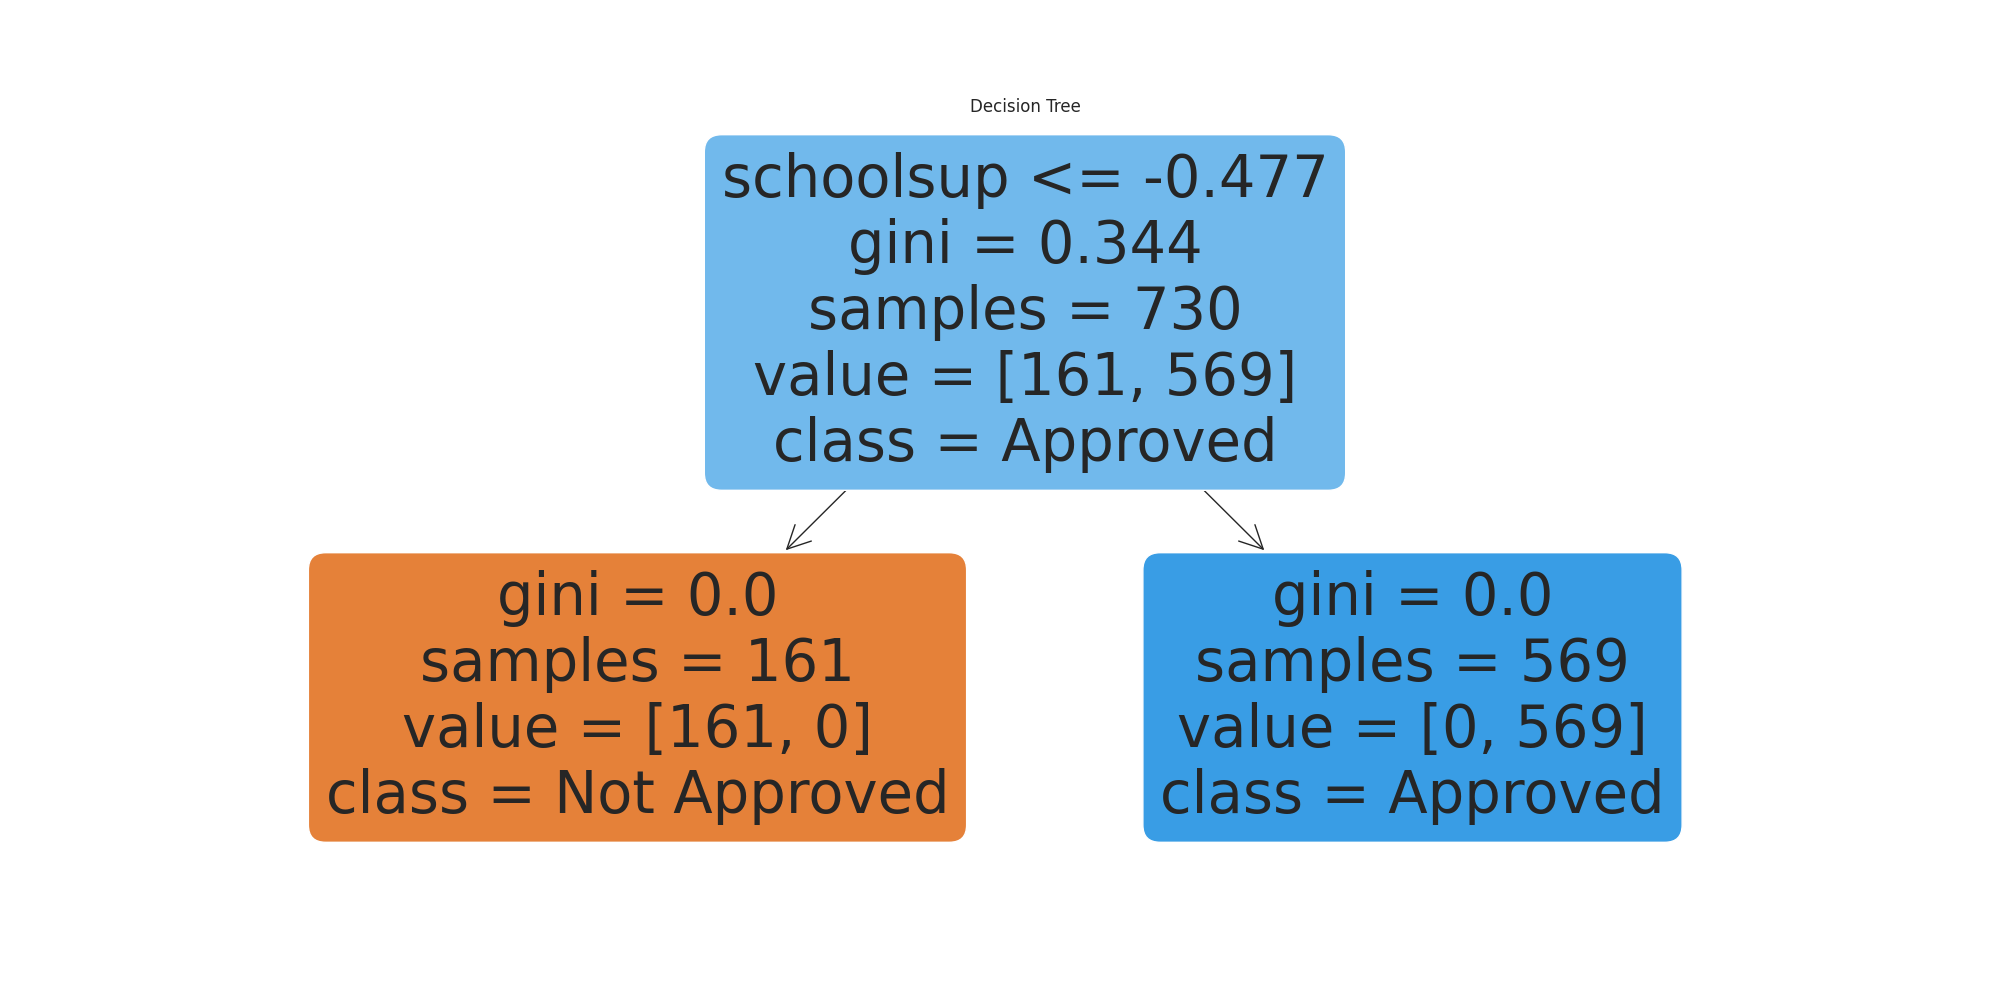 Decision Tree
schoolsup <= -0.477
gini = 0.344
samples = 730
value = [161, 569]
class = Approved
gini = 0.0
samples = 161
value = [161, 0]
class = Not Approved
gini = 0.0
samples = 569
value = [0, 569]
class = Approved